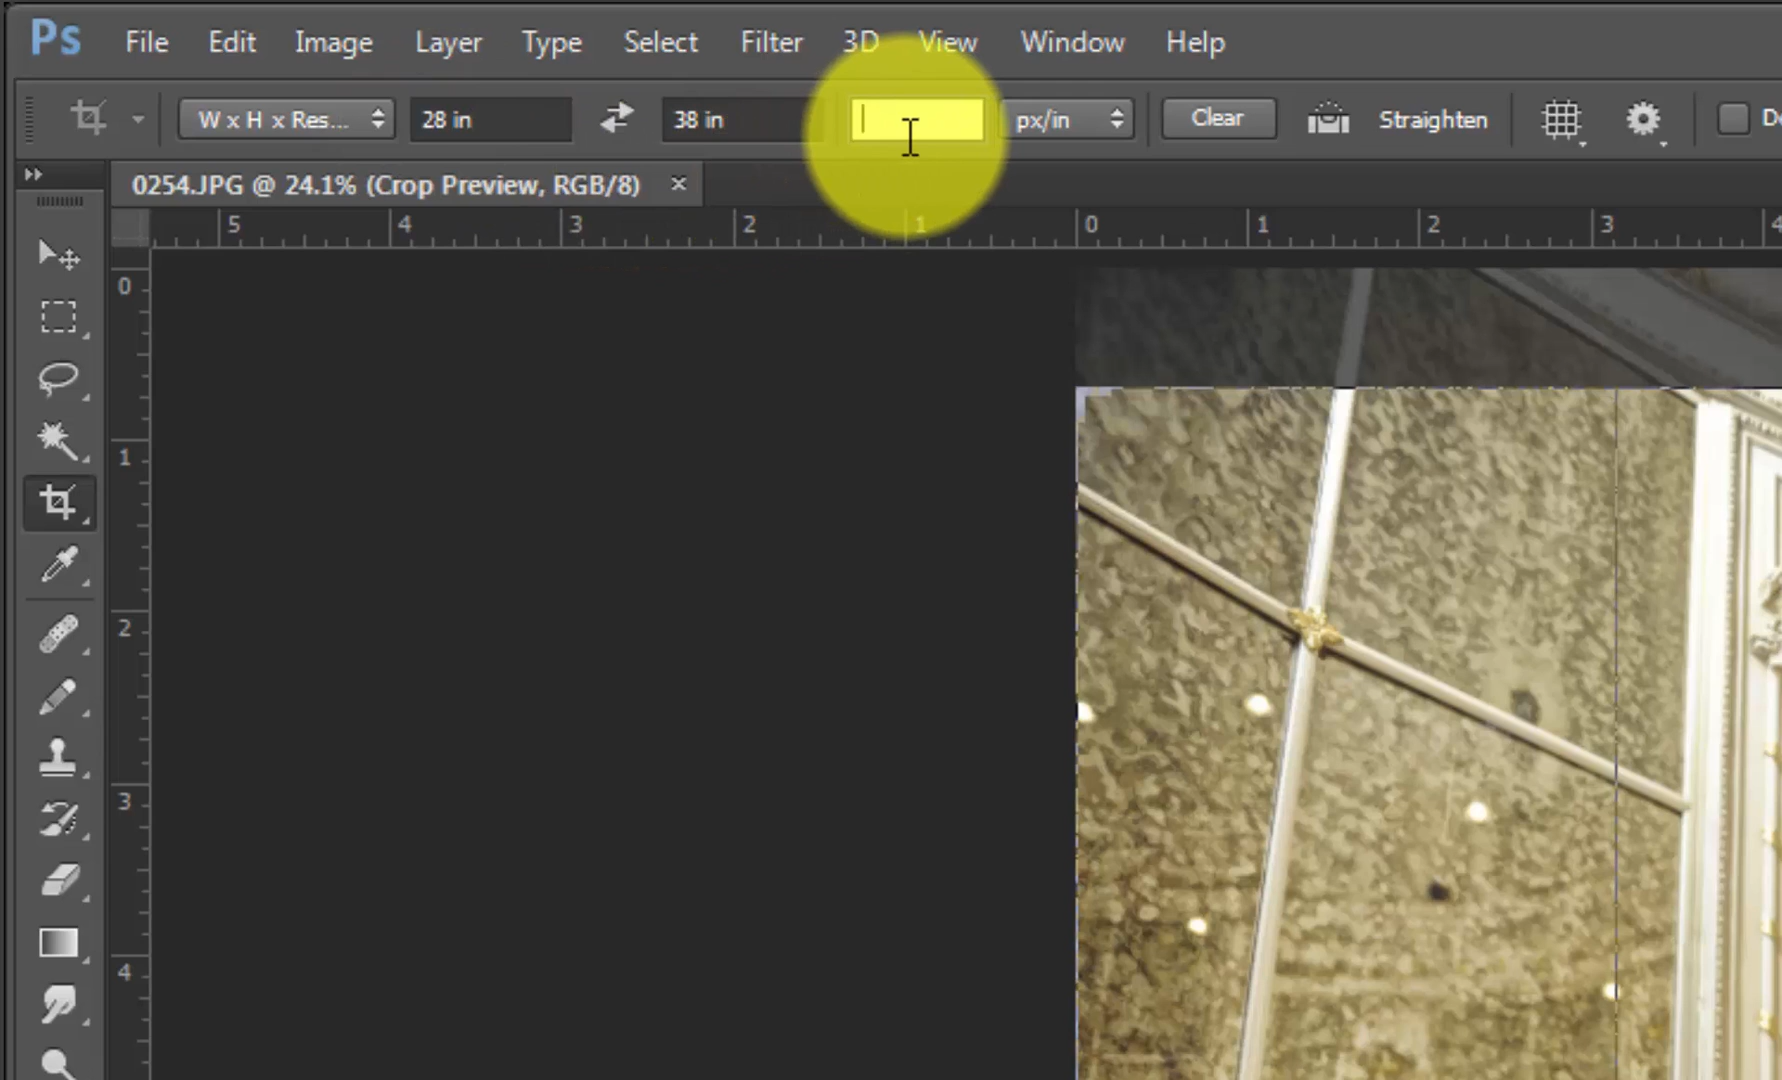 Ps File Edit Image Layer Type Select Filter 3D View Window Help
W x H x Res... 28 in 38 in px/in Clear Straighten
0254.JPG @ 24.1% (Crop Preview, RGB/8) ×
5 4 3 2 1 0 1 2 3 4
0
1
2
3
4